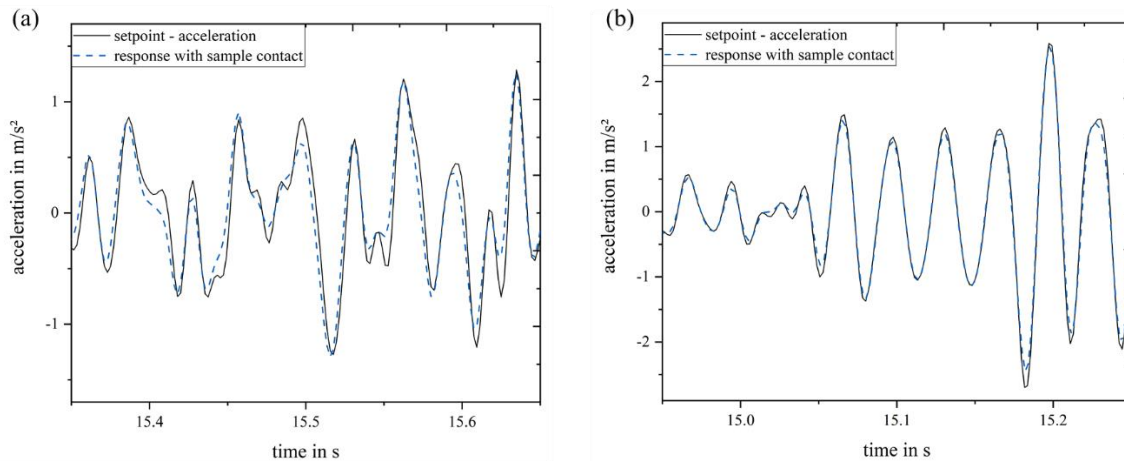 (a)
setpoint - acceleration
response with sample contact
acceleration in m/s²
1
0
-1
15.4
15.5
15.6
time in s
(b)
setpoint - acceleration
response with sample contact
acceleration in m/s²
2
1
0
-1
-2
15.0
15.1
15.2
time in s